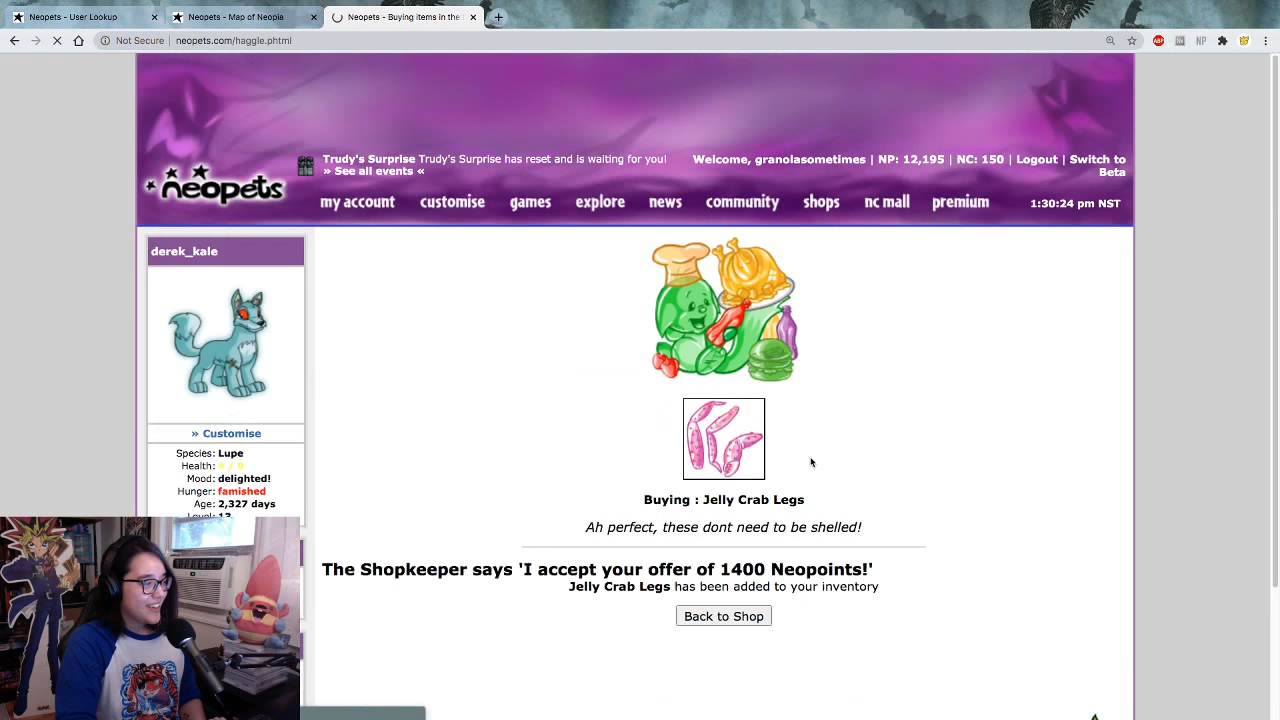 Neopets - User Lookup
Neopets - Map of Neopia
Neopets - Buying items in the
Not Secure | neopets.com/haggle.phtml
ABP
NP
Trudy's Surprise Trudy's Surprise has reset and is waiting for you!
» See all events «
Welcome, granolasometimes | NP: 12,195 | NC: 150 | Logout | Switch to
Beta
neopets
my account
customise
games
explore
news
community
shops
nc mall
premium
1:30:24 pm NST
derek_kale
» Customise
Species: Lupe
Health:
Mood: delighted!
Hunger: famished
Age: 2,327 days
Level: 13
Buying : Jelly Crab Legs
Ah perfect, these dont need to be shelled!
The Shopkeeper says 'I accept your offer of 1400 Neopoints!'
Jelly Crab Legs has been added to your inventory
Back to Shop